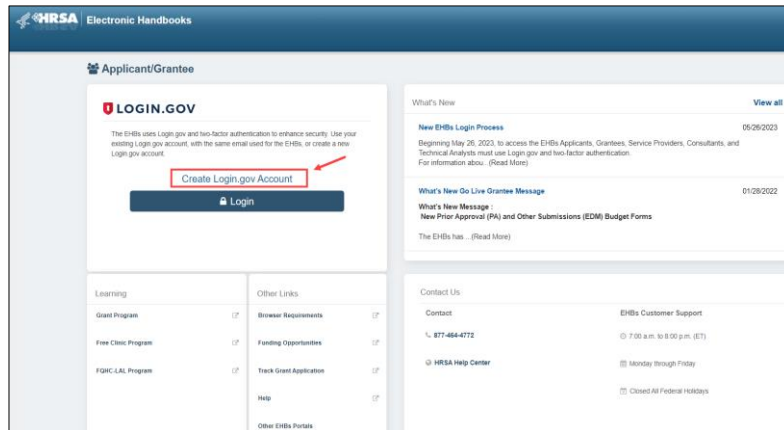 HRSA Electronic Handbooks
Applicant/Grantee
LOGIN.GOV
The EHBs uses Login.gov and two-factor authentication to enhance security. Use your
existing Login.gov account, with the same email used for the EHBs, or create a new
Login.gov account.
Create Login.gov Account
Login
What's New
View all
New EHBs Login Process
05/26/2023
Beginning May 26, 2023, to access the EHBs Applicants, Grantees, Service Providers, Consultants, and
Technical Analysts must use Login.gov and two-factor authentication.
For information abou.. (Read More)
What's New Go Live Grantee Message
01/28/2022
What's New Message :
New Prior Approval (PA) and Other Submissions (EDM) Budget Forms
The EHBs has ...(Read More)
Learning
Grant Program
Free Clinic Program
FQHC-LAL Program
Other Links
Browser Requirements
Funding Opportunities
Track Grant Application
Help
Other EHBs Portals
Contact Us
Contact
877-464-4772
HRSA Help Center
EHBs Customer Support
7:00 a.m. to 8:00 p.m. (ET)
Monday through Friday
Closed All Federal Holidays